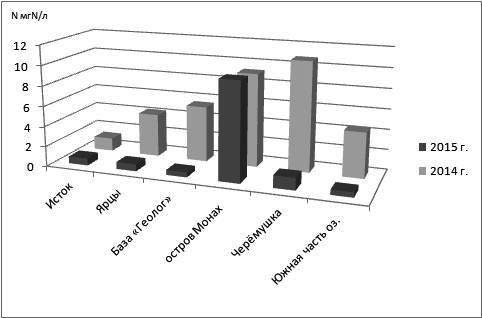 N мгN/л
12
10
8
6
4
2
0
Исток
Ярцы
База «Геолог»
остров Монах
Черёмушка
Южная часть оз.
2015 г.
2014 г.